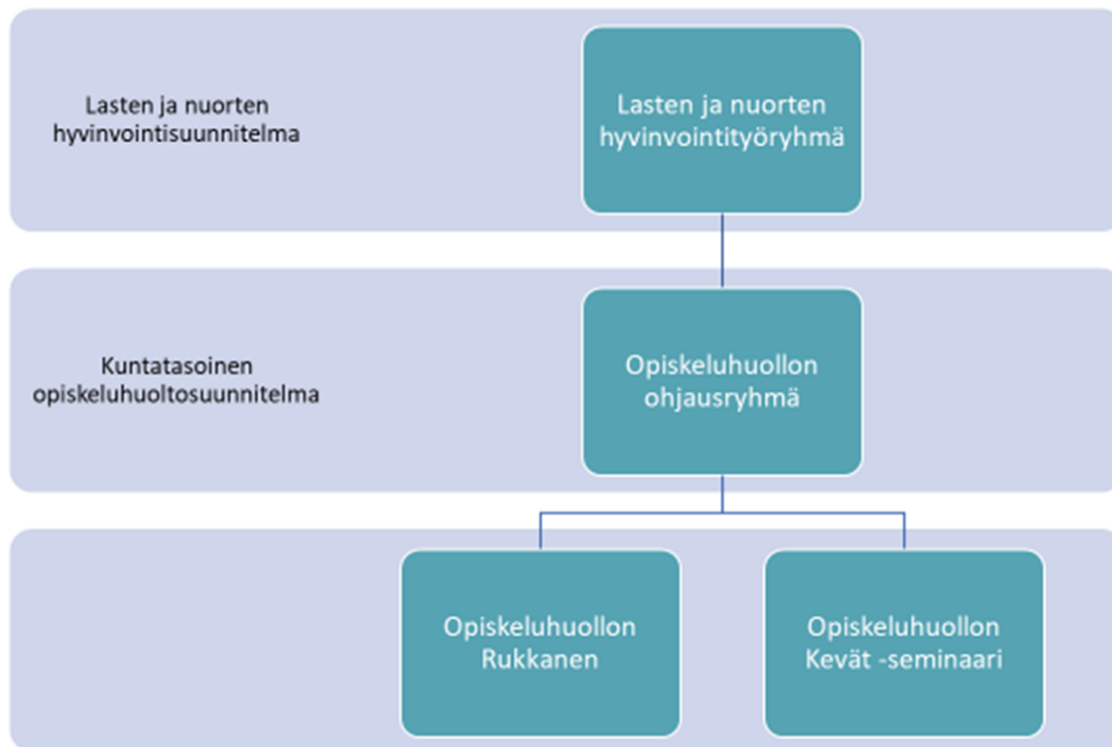 Lasten ja nuorten
hyvinvointisuunnitelma
Lasten ja nuorten
hyvinvointityöryhmä
Kuntatasoinen
opiskeluhuoltosuunnitelma
Opiskeluhuollon
ohjausryhmä
Opiskeluhuollon
Rukkanen
Opiskeluhuollon
Kevät -seminaari